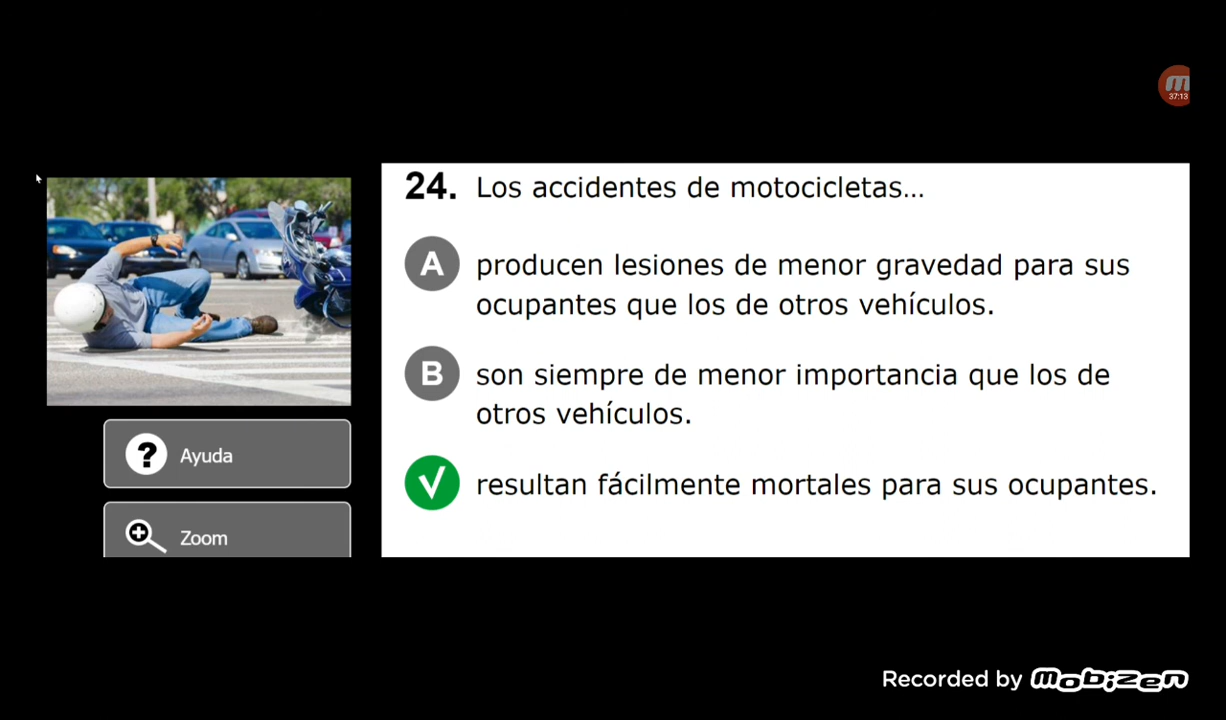 37:13
24. Los accidentes de motocicletas...
A producen lesiones de menor gravedad para sus
ocupantes que los de otros vehículos.
B son siempre de menor importancia que los de
otros vehículos.
resultan fácilmente mortales para sus ocupantes.
? Ayuda
Zoom
Recorded by mobizen